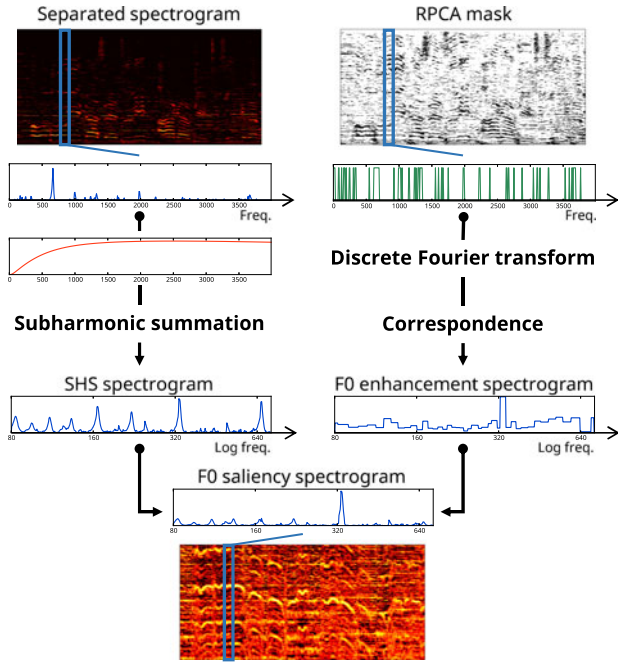 Separated spectrogram
RPCA mask
0 500 1000 1500 2000 2500 3000 3500
Freq.
0 500 1000 1500 2000 2500 3000 3500
Freq.
0 500 1000 1500 2000 2500 3000 3500
Discrete Fourier transform
Subharmonic summation
Correspondence
SHS spectrogram
F0 enhancement spectrogram
80 160 320 640
Log freq.
80 160 320 640
Log freq.
F0 saliency spectrogram
80 160 320 640